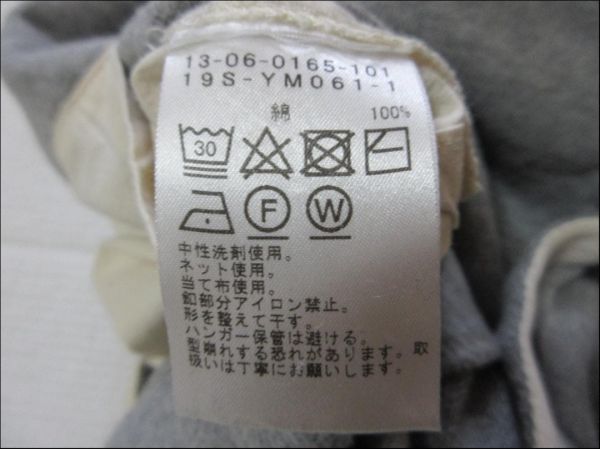 13-06-0165-101
19S-YM061-1
綿 100%
30
F W
中性洗剤使用。
ネット使用。
当て布使用。
釦部分アイロン禁止。
形を整えて干す。
ハンガー保管は避ける。
型崩れする恐れがあります。取
扱いは丁寧にお願いします。